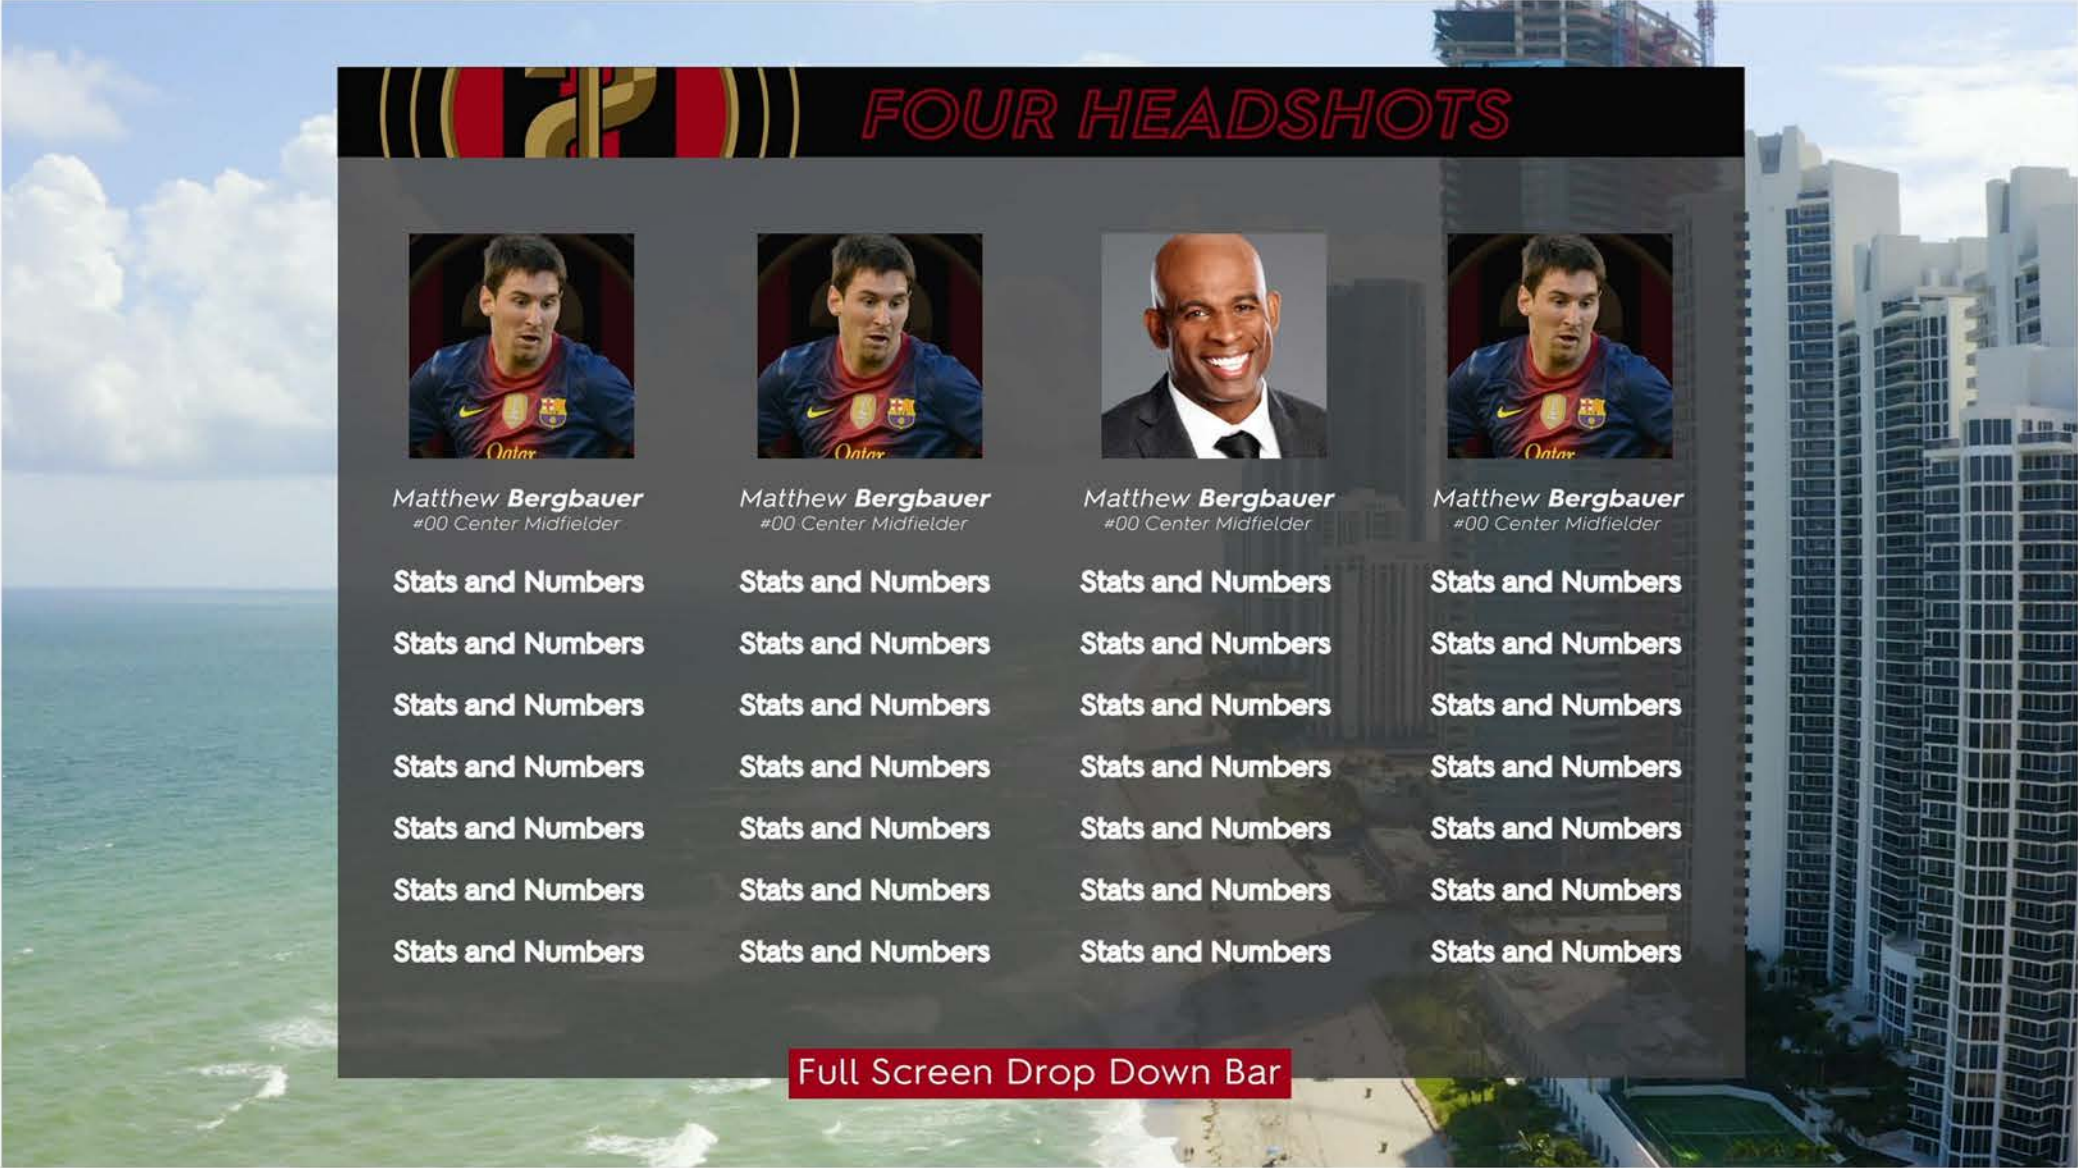 FOUR HEADSHOTS
Qatar
Qatar
Qatar
Matthew Bergbauer
#00 Center Midfielder
Stats and Numbers
Stats and Numbers
Stats and Numbers
Stats and Numbers
Stats and Numbers
Stats and Numbers
Stats and Numbers
Matthew Bergbauer
#00 Center Midfielder
Stats and Numbers
Stats and Numbers
Stats and Numbers
Stats and Numbers
Stats and Numbers
Stats and Numbers
Stats and Numbers
Matthew Bergbauer
#00 Center Midfielder
Stats and Numbers
Stats and Numbers
Stats and Numbers
Stats and Numbers
Stats and Numbers
Stats and Numbers
Stats and Numbers
Matthew Bergbauer
#00 Center Midfielder
Stats and Numbers
Stats and Numbers
Stats and Numbers
Stats and Numbers
Stats and Numbers
Stats and Numbers
Stats and Numbers
Full Screen Drop Down Bar